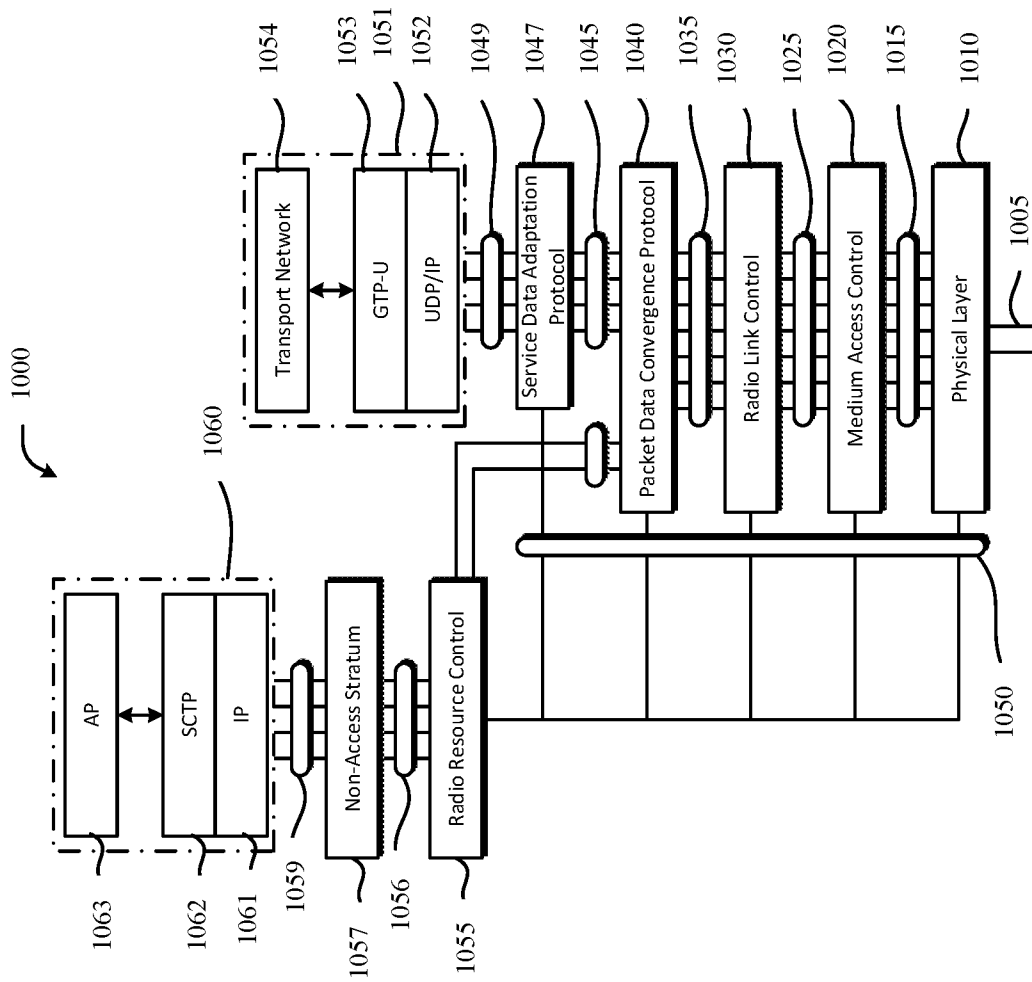 1000
1060
AP
SCTP
IP
1063
1062
1061
1059
Non-Access Stratum
1057
1056
Radio Resource Control
1055
1050
Transport Network
GTP-U
UDP/IP
1054
1053
1051
1052
1049
Service Data Adaptation
Protocol
1047
1045
Packet Data Convergence Protocol
1040
1035
Radio Link Control
1030
1025
Medium Access Control
1020
1015
Physical Layer
1010
1005